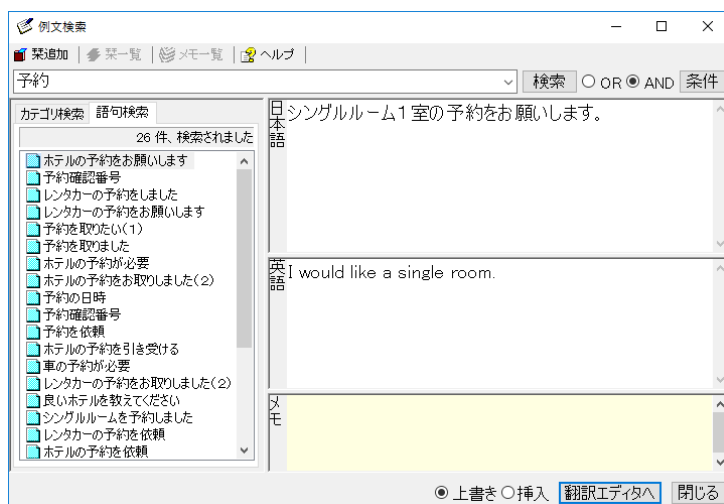 例文検索
栞追加 栞一覧 メモ一覧 ヘルプ
予約 検索 OR AND 条件
カテゴリ検索 語句検索
26 件、検索されました
ホテルの予約をお願いします
予約確認番号
レンタカーの予約をしました
レンタカーの予約をお願いします
予約を取りたい(1)
予約を取りました
ホテルの予約が必要
ホテルの予約をお取りしました(2)
予約の日時
予約確認番号
予約を依頼
ホテルの予約を引き受ける
車の予約が必要
レンタカーの予約をお取りしました(2)
良いホテルを教えてください
シングルルームを予約しました
レンタカーの予約を依頼
ホテルの予約を依頼
日本語
シングルルーム1室の予約をお願いします。
英語
I would like a single room.
メモ
上書き 挿入 翻訳エディタへ 閉じる